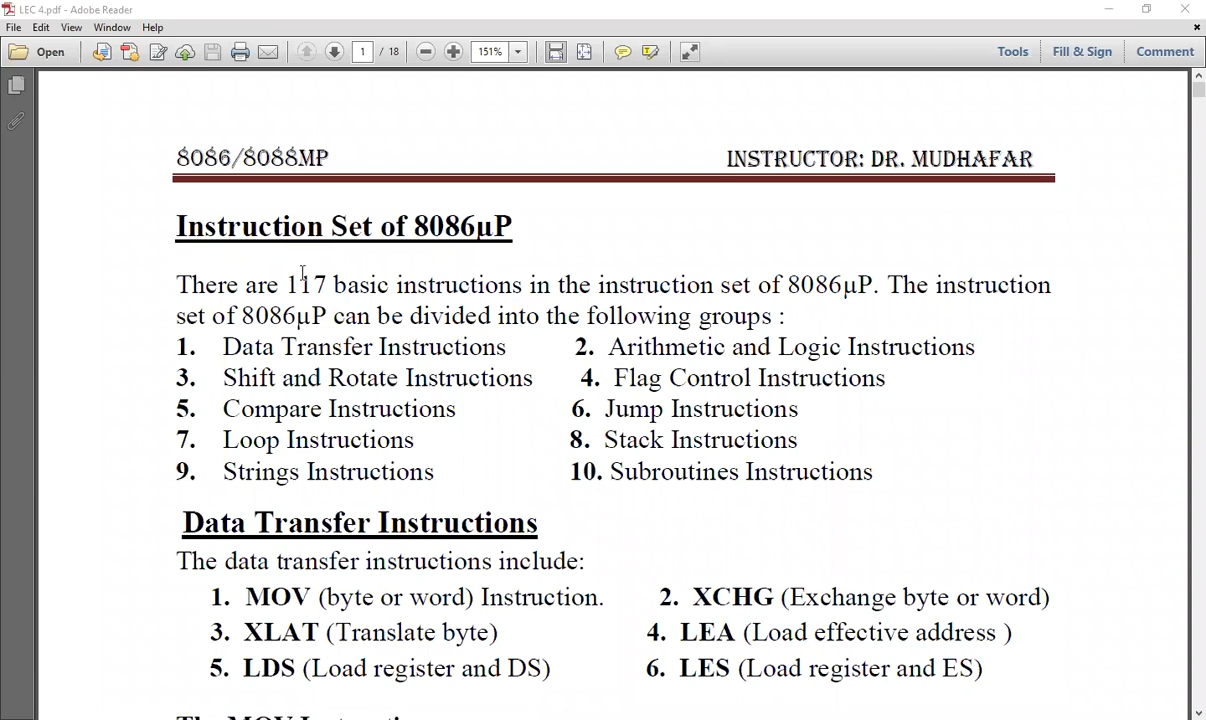 LEC 4.pdf - Adobe Reader
File Edit View Window Help
Open 1 / 18 151% Tools Fill & Sign Comment
8086/8088MP INSTRUCTOR: DR. MUDHAFAR
Instruction Set of 8086µP
There are 117 basic instructions in the instruction set of 8086µP. The instruction
set of 8086µP can be divided into the following groups :
1. Data Transfer Instructions 2. Arithmetic and Logic Instructions
3. Shift and Rotate Instructions 4. Flag Control Instructions
5. Compare Instructions 6. Jump Instructions
7. Loop Instructions 8. Stack Instructions
9. Strings Instructions 10. Subroutines Instructions
Data Transfer Instructions
The data transfer instructions include:
1. MOV (byte or word) Instruction. 2. XCHG (Exchange byte or word)
3. XLAT (Translate byte) 4. LEA (Load effective address )
5. LDS (Load register and DS) 6. LES (Load register and ES)
The MOV Instruction